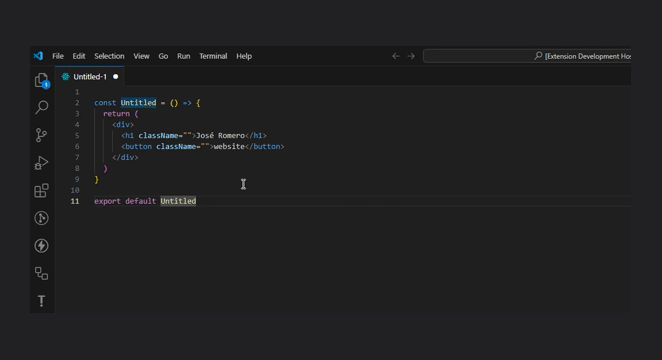 File Edit Selection View Go Run Terminal Help [Extension Development Hos
Untitled-1
1
1
2 const Untitled = () => {
3 return (
4 <div>
5 <h1 className="">José Romero</h1>
6 <button className="">website</button>
7 </div>
8 )
9 }
10
11 export default Untitled